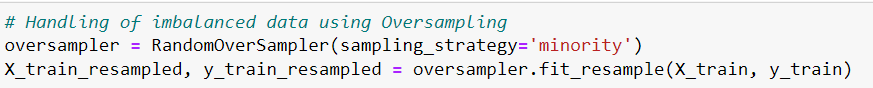 # Handling of imbalanced data using Oversampling
oversampler = RandomOverSampler(sampling_strategy='minority')
X_train_resampled, y_train_resampled = oversampler.fit_resample(X_train, y_train)